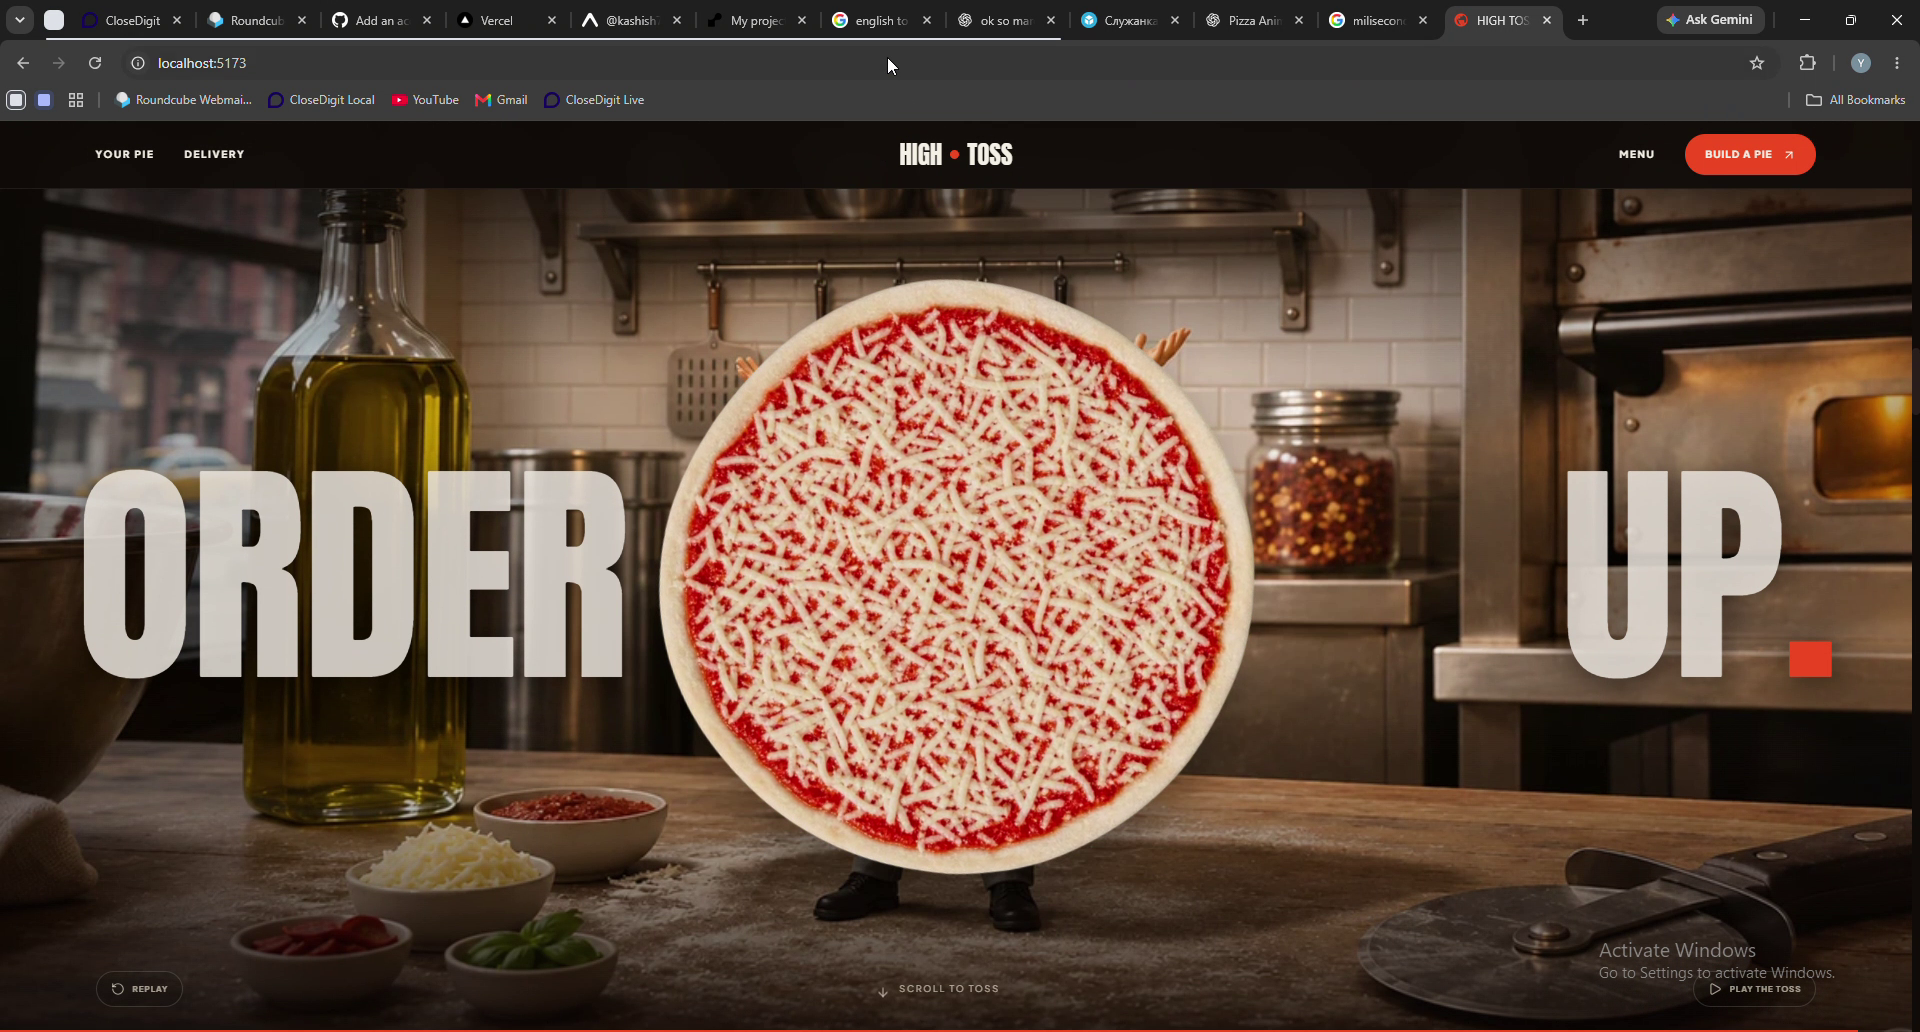 CloseDigit
Roundcub
Add an ac
Vercel
@kashish
My projec
english to
ok so mar
Служанка
Pizza Anin
milisecon
HIGH TOS
Ask Gemini
localhost:5173
Y
Roundcube Webmai...
CloseDigit Local
YouTube
Gmail
CloseDigit Live
All Bookmarks
YOUR PIE
DELIVERY
HIGH • TOSS
MENU
BUILD A PIE
ORDER
UP.
Activate Windows
Go to Settings to activate Windows.
REPLAY
SCROLL TO TOSS
PLAY THE TOSS